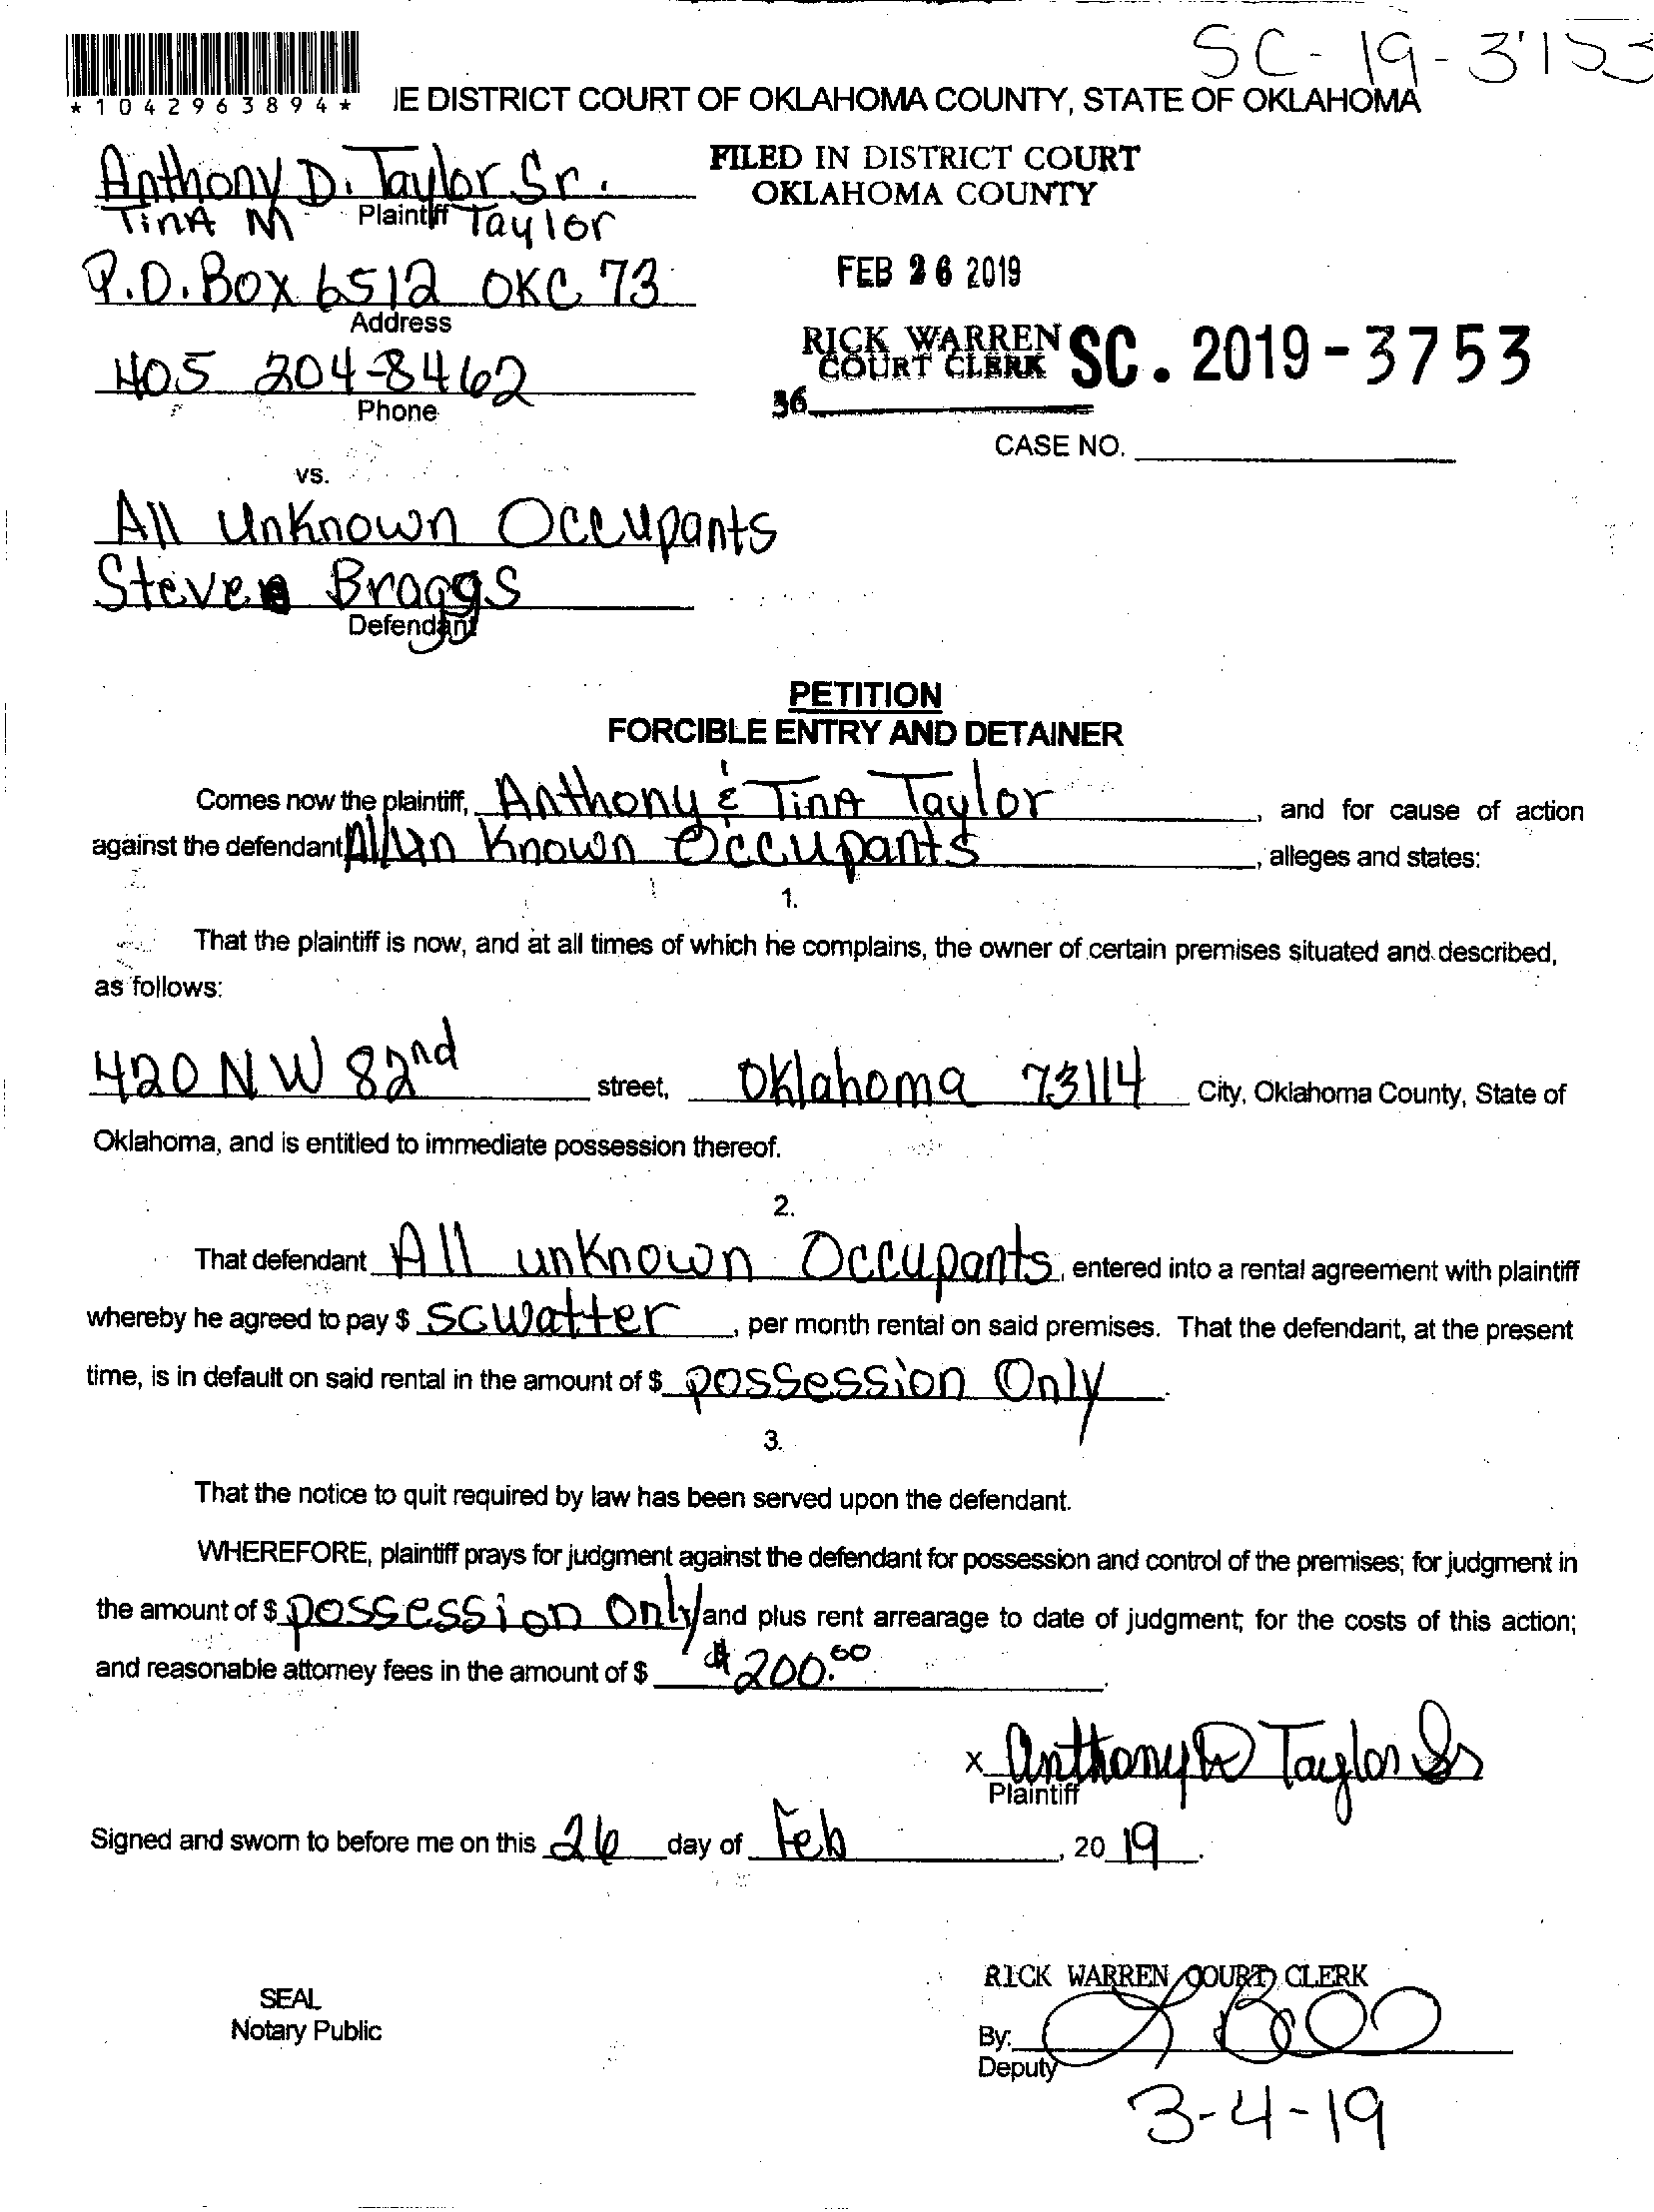 SC-19-3753
*1042963894* IE DISTRICT COURT OF OKLAHOMA COUNTY, STATE OF OKLAHOMA
Anthony D. Taylor Sr.
Plaintiff
TinA M Taylor
P.O. Box 6512 OKC 73
Address
405 204-8462
Phone
FILED IN DISTRICT COURT
OKLAHOMA COUNTY
FEB 26 2019
RICK WARREN
COURT CLERK
36
SC. 2019-3753
CASE NO.
vs.
All Unknown Occupants
Steven Braggs
Defendant
PETITION
FORCIBLE ENTRY AND DETAINER
Comes now the plaintiff, Anthony & TinA Taylor, and for cause of action
against the defendant All un Known Occupants, alleges and states:
1.
That the plaintiff is now, and at all times of which he complains, the owner of certain premises situated and described,
as follows:
420 NW 82nd street, Oklahoma 73114 City, Oklahoma County, State of
Oklahoma, and is entitled to immediate possession thereof.
2.
That defendant All unknown Occupants, entered into a rental agreement with plaintiff
whereby he agreed to pay $ scwatter, per month rental on said premises. That the defendant, at the present
time, is in default on said rental in the amount of $ possession Only.
3.
That the notice to quit required by law has been served upon the defendant.
WHEREFORE, plaintiff prays for judgment against the defendant for possession and control of the premises; for judgment in
the amount of $ possession Only and plus rent arrearage to date of judgment; for the costs of this action;
and reasonable attorney fees in the amount of $ $200.00.
x Anthony D Taylor Sr
Plaintiff
Signed and sworn to before me on this 26 day of Feb, 20 19.
SEAL
Notary Public
RICK WARREN COURT CLERK
By:
Deputy
3-4-19